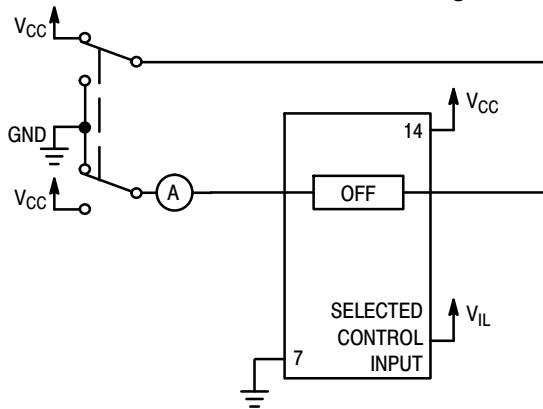 VCC
GND
VCC
A
14
VCC
OFF
SELECTED
CONTROL
INPUT
VIL
7